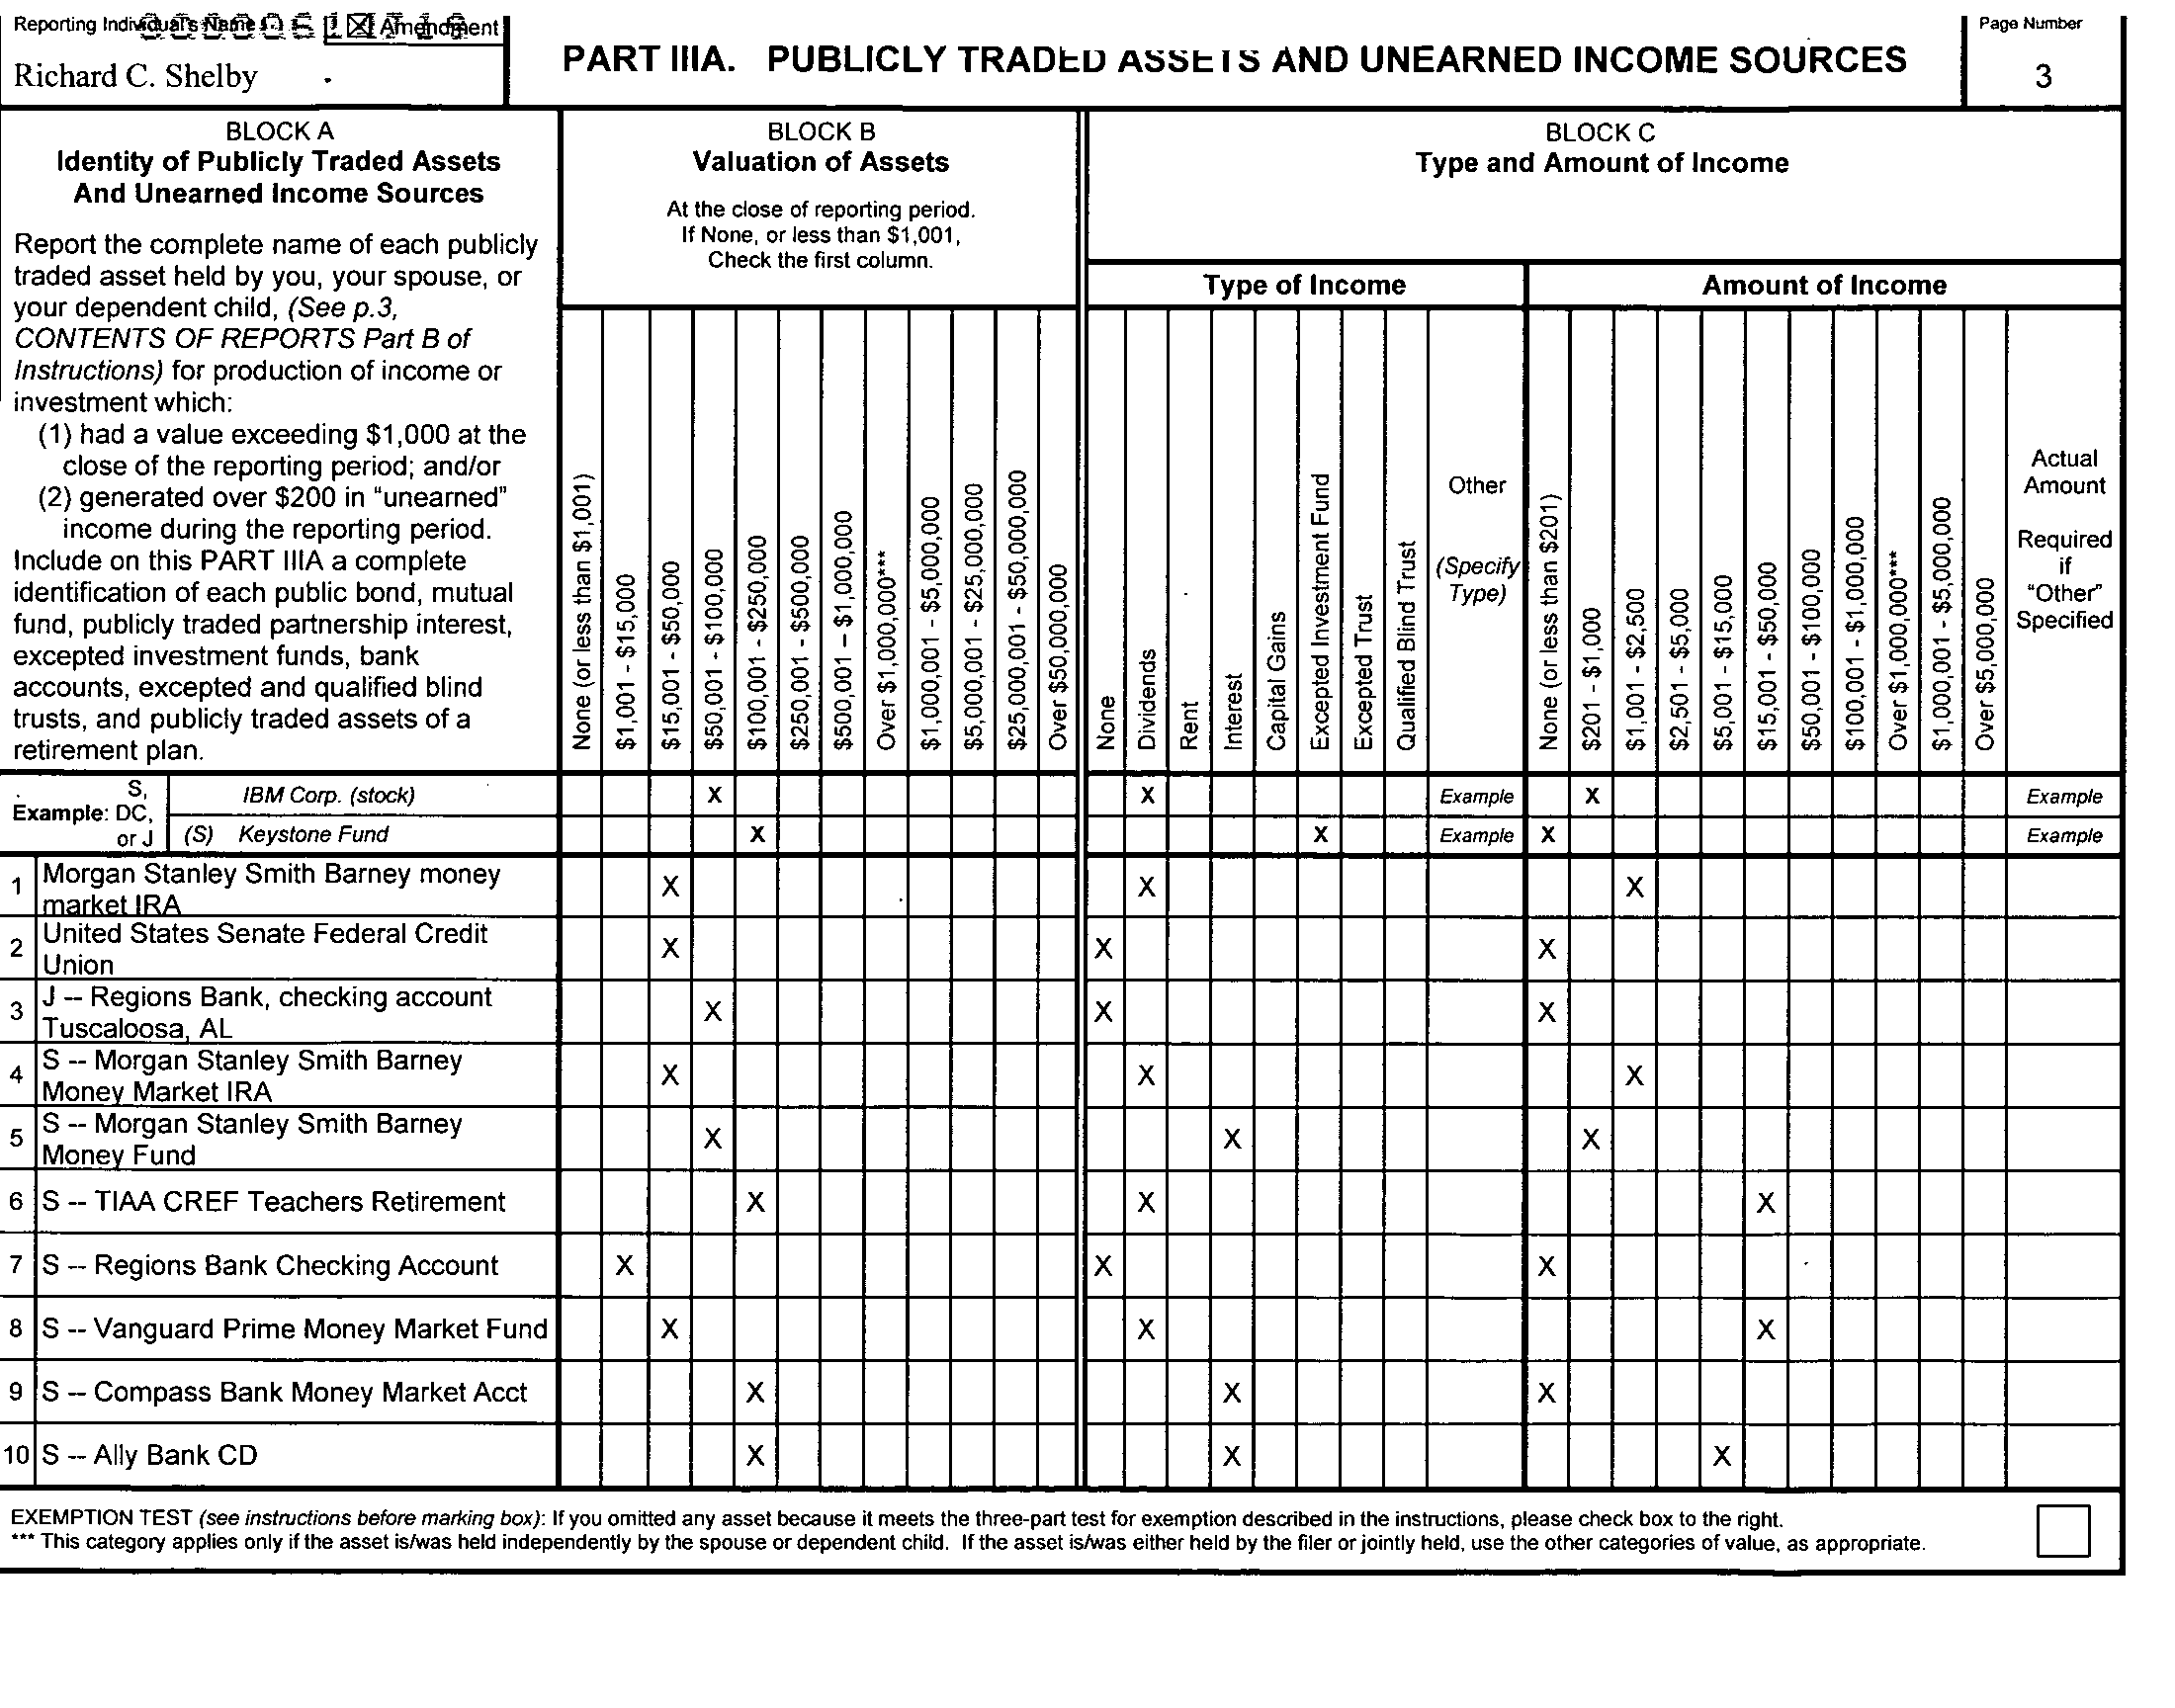 Reporting Individual's Name
Amendment
Richard C. Shelby
PART IIIA. PUBLICLY TRADED ASSETS AND UNEARNED INCOME SOURCES
Page Number
3
BLOCK A
Identity of Publicly Traded Assets
And Unearned Income Sources
Report the complete name of each publicly
traded asset held by you, your spouse, or
your dependent child, (See p.3,
CONTENTS OF REPORTS Part B of
Instructions) for production of income or
investment which:
(1) had a value exceeding $1,000 at the
close of the reporting period; and/or
(2) generated over $200 in "unearned"
income during the reporting period.
Include on this PART IIIA a complete
identification of each public bond, mutual
fund, publicly traded partnership interest,
excepted investment funds, bank
accounts, excepted and qualified blind
trusts, and publicly traded assets of a
retirement plan.
BLOCK B
Valuation of Assets
At the close of reporting period.
If None, or less than $1,001,
Check the first column.
None (or less than $1,001)
$1,001 - $15,000
$15,001 - $50,000
$50,001 - $100,000
$100,001 - $250,000
$250,001 - $500,000
$500,001 – $1,000,000
Over $1,000,000***
$1,000,001 - $5,000,000
$5,000,001 - $25,000,000
$25,000,001 - $50,000,000
Over $50,000,000
BLOCK C
Type and Amount of Income
Type of Income
None
Dividends
Rent
Interest
Capital Gains
Excepted Investment Fund
Excepted Trust
Qualified Blind Trust
Other
(Specify
Type)
Amount of Income
None (or less than $201)
$201 - $1,000
$1,001 - $2,500
$2,501 - $5,000
$5,001 - $15,000
$15,001 - $50,000
$50,001 - $100,000
$100,001 - $1,000,000
Over $1,000,000***
$1,000,001 - $5,000,000
Over $5,000,000
Actual
Amount
Required
if
"Other"
Specified
S,
Example: DC,
or J
IBM Corp. (stock) X X Example X Example
(S) Keystone Fund X X Example X Example
1 Morgan Stanley Smith Barney money
market IRA X X X
2 United States Senate Federal Credit
Union X X X
3 J -- Regions Bank, checking account
Tuscaloosa, AL X X X
4 S -- Morgan Stanley Smith Barney
Money Market IRA X X X
5 S -- Morgan Stanley Smith Barney
Money Fund X X X
6 S -- TIAA CREF Teachers Retirement X X X
7 S -- Regions Bank Checking Account X X X
8 S -- Vanguard Prime Money Market Fund X X X
9 S -- Compass Bank Money Market Acct X X X
10 S -- Ally Bank CD X X X
EXEMPTION TEST (see instructions before marking box): If you omitted any asset because it meets the three-part test for exemption described in the instructions, please check box to the right.
*** This category applies only if the asset is/was held independently by the spouse or dependent child. If the asset is/was either held by the filer or jointly held, use the other categories of value, as appropriate.